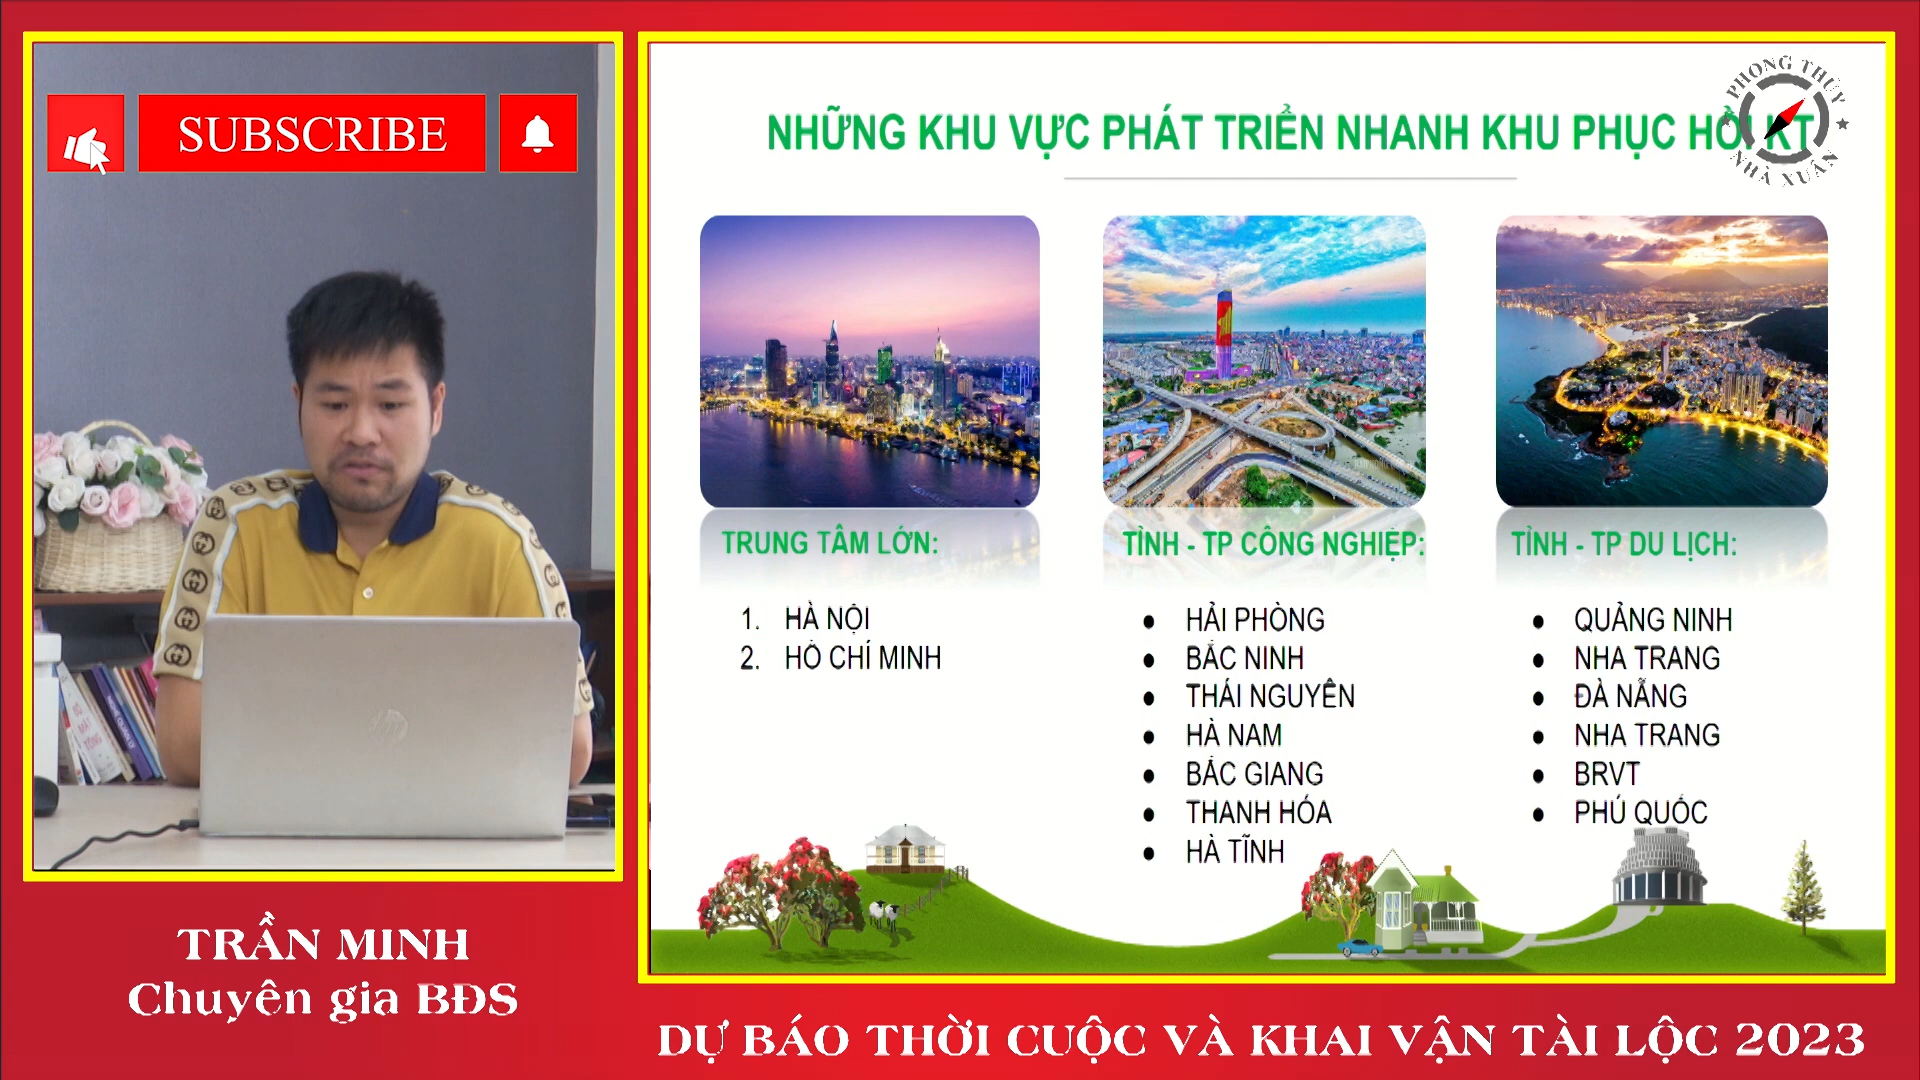 SUBSCRIBE
TRẦN MINH
Chuyên gia BĐS
PHONG THỦY
NHÀ XUÂN
NHỮNG KHU VỰC PHÁT TRIỂN NHANH KHU PHỤC HỒI KT
TRUNG TÂM LỚN:
1. HÀ NỘI
2. HỒ CHÍ MINH
TỈNH - TP CÔNG NGHIỆP:
● HẢI PHÒNG
● BẮC NINH
● THÁI NGUYÊN
● HÀ NAM
● BẮC GIANG
● THANH HÓA
● HÀ TĨNH
TỈNH - TP DU LỊCH:
● QUẢNG NINH
● NHA TRANG
● ĐÀ NẴNG
● NHA TRANG
● BRVT
● PHÚ QUỐC
DỰ BÁO THỜI CUỘC VÀ KHAI VẬN TÀI LỘC 2023